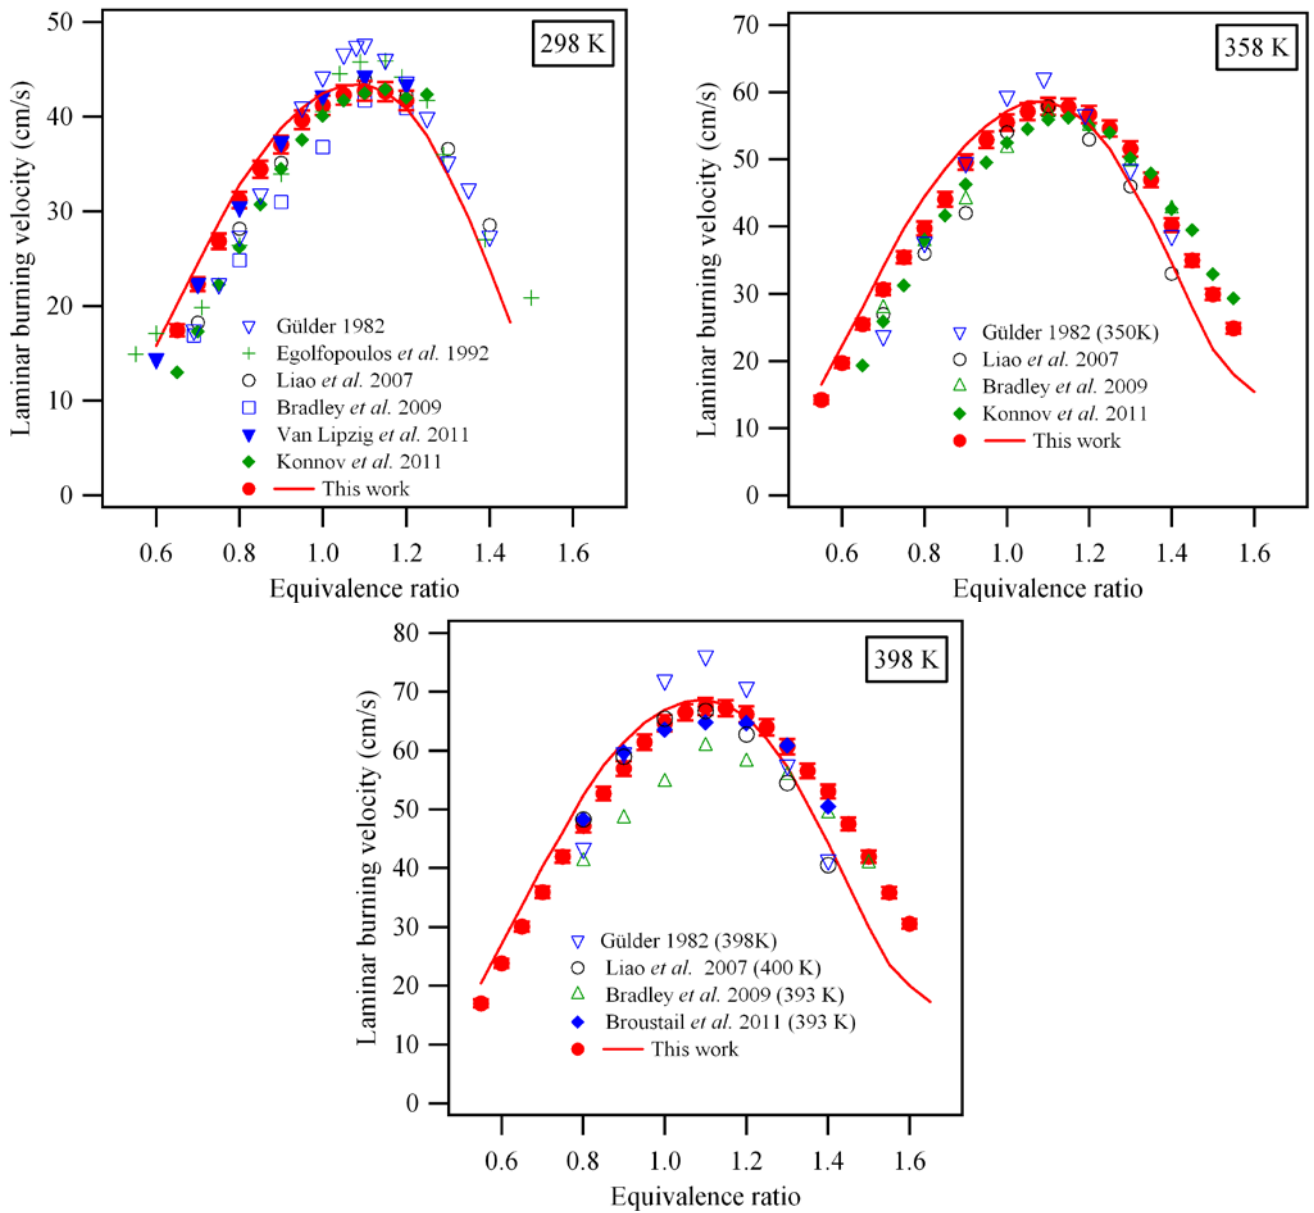 298 K
Laminar burning velocity (cm/s)
50
40
30
20
10
0
Gülder 1982
Egolfopoulos et al. 1992
Liao et al. 2007
Bradley et al. 2009
Van Lipzig et al. 2011
Konnov et al. 2011
This work
0.6 0.8 1.0 1.2 1.4 1.6
Equivalence ratio
358 K
Laminar burning velocity (cm/s)
70
60
50
40
30
20
10
0
Gülder 1982 (350K)
Liao et al. 2007
Bradley et al. 2009
Konnov et al. 2011
This work
0.6 0.8 1.0 1.2 1.4 1.6
Equivalence ratio
398 K
Laminar burning velocity (cm/s)
80
70
60
50
40
30
20
10
0
Gülder 1982 (398K)
Liao et al. 2007 (400 K)
Bradley et al. 2009 (393 K)
Broustail et al. 2011 (393 K)
This work
0.6 0.8 1.0 1.2 1.4 1.6
Equivalence ratio